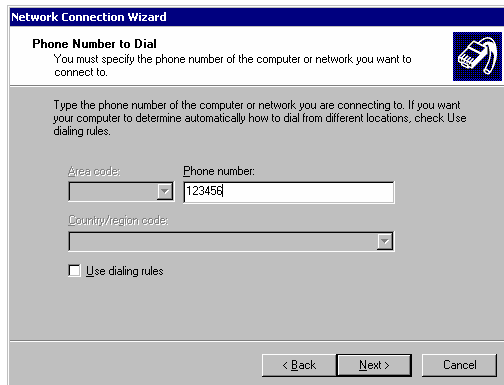 Network Connection Wizard
Phone Number to Dial
You must specify the phone number of the computer or network you want to
connect to.
Type the phone number of the computer or network you are connecting to. If you want
your computer to determine automatically how to dial from different locations, check Use
dialing rules.
Area code: Phone number:
123456
Country/region code:
Use dialing rules
< Back Next > Cancel